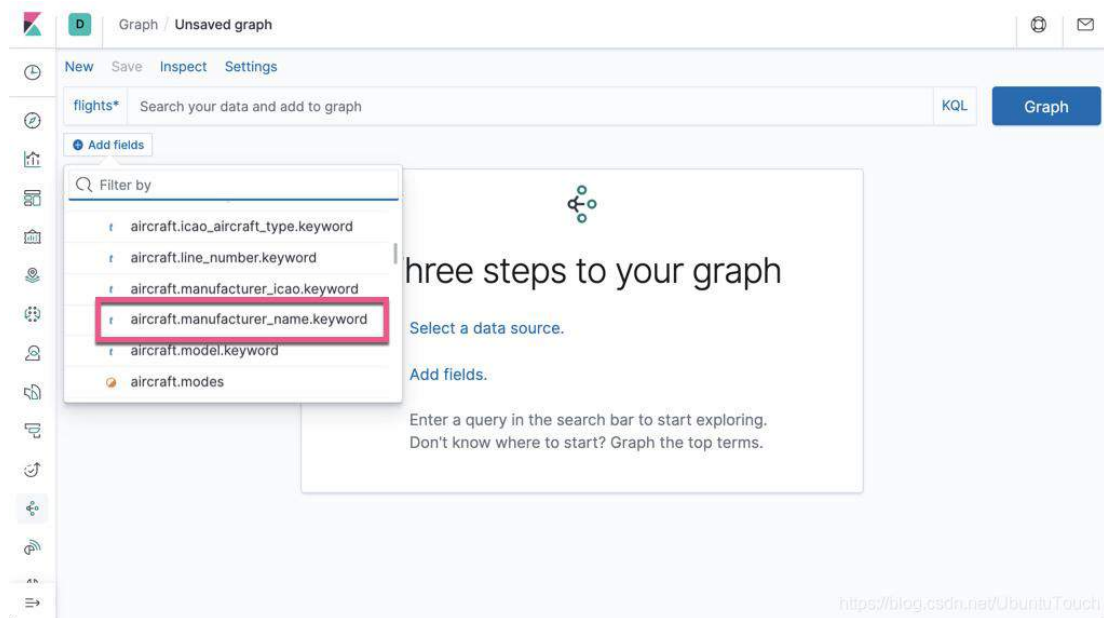 D Graph / Unsaved graph
New Save Inspect Settings
flights* Search your data and add to graph KQL Graph
Add fields
Filter by
aircraft.icao_aircraft_type.keyword
aircraft.line_number.keyword
aircraft.manufacturer_icao.keyword
aircraft.manufacturer_name.keyword
aircraft.model.keyword
aircraft.modes
hree steps to your graph
Select a data source.
Add fields.
Enter a query in the search bar to start exploring.
Don't know where to start? Graph the top terms.
https://blog.csdn.net/UbuntuTouch